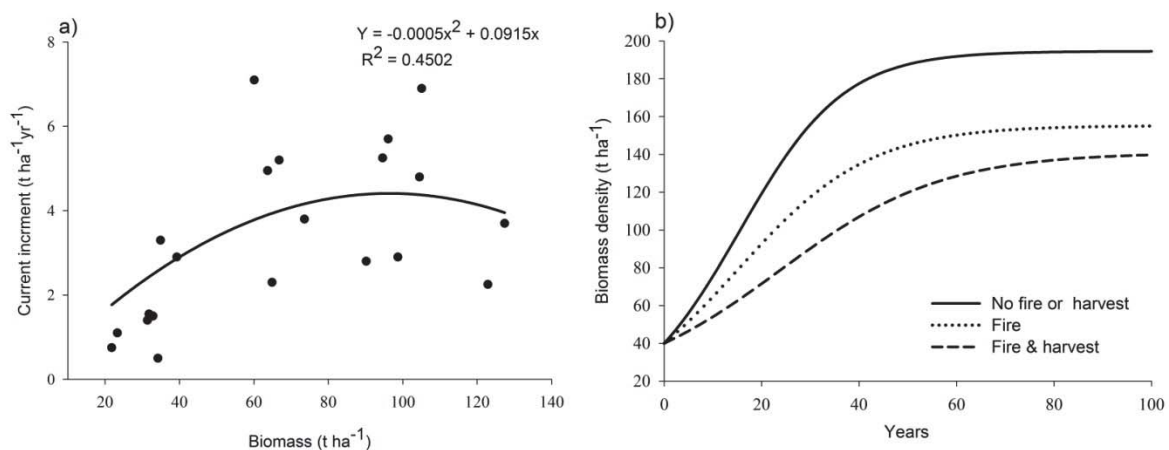 a)
Y = -0.0005x² + 0.0915x
R² = 0.4502
8
6
4
2
0
Current incrment (t ha⁻¹yr⁻¹)
20 40 60 80 100 120 140
Biomass (t ha⁻¹)
b)
200
180
160
140
120
100
80
60
40
20
Biomass density (t ha⁻¹)
No fire or harvest
Fire
Fire & harvest
0 20 40 60 80 100
Years